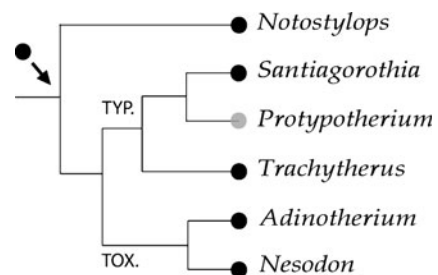 Notostylops
Santiagorothia
TYP.
Protypotherium
Trachytherus
Adinotherium
TOX.
Nesodon